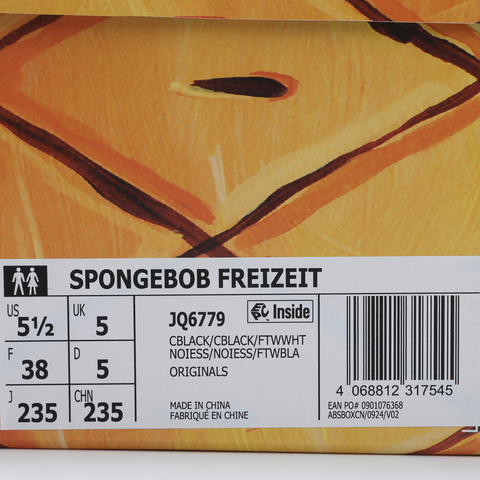 SPONGEBOB FREIZEIT
US 5½ UK 5
F 38 D 5
J 235 CHN 235
JQ6779 Inside
CBLACK/CBLACK/FTWWHT
NOIESS/NOIESS/FTWBLA
ORIGINALS
MADE IN CHINA
FABRIQUÉ EN CHINE
4 068812 317545
EAN PO# 0901076368
ABSBOXCN/0924/V02